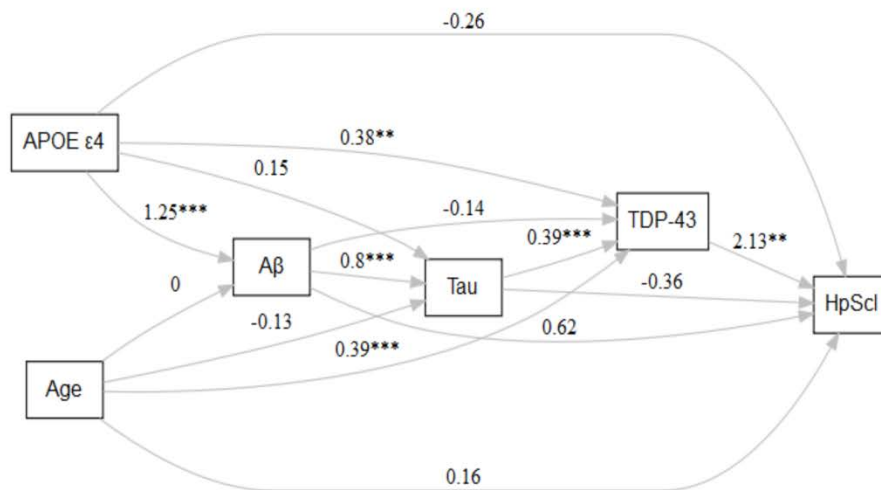 -0.26
APOE ε4
0.38**
0.15
1.25***
-0.14
TDP-43
0.39***
2.13**
Aβ
0.8***
Tau
-0.36
0
HpScl
-0.13
0.62
0.39***
Age
0.16